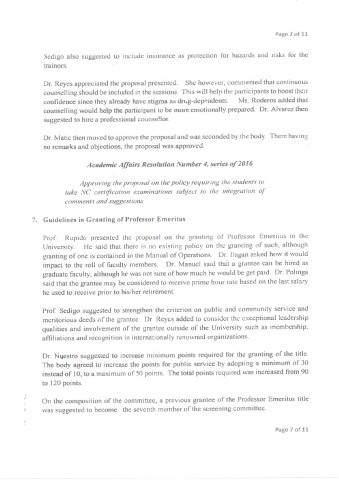 Page 7 of 11
Sedigo also suggested to include insurance as protection for hazards and risks for the
trainors.
Dr. Reyes appreciated the proposal presented. She however, commented that continuous
counselling should be included in the sessions. This will help the participants to boost their
confidence since they already have stigma as drug-dependents. Ms. Roderos added that
counselling would help the participant to be more emotionally prepared. Dr. Alvarez then
suggested to hire a professional counsellor.
Dr. Matic then moved to approve the proposal and was seconded by the body. There having
no remarks and objections, the proposal was approved.
Academic Affairs Resolution Number 4, series of 2016
Approving the proposal on the policy requiring the students to
take NC certification examinations subject to the integration of
comments and suggestions
7. Guidelines in Granting of Professor Emeritus
Prof. Rupido presented the proposal on the granting of Professor Emeritus in the
University. He said that there is no existing policy on the granting of such, although
granting of one is contained in the Manual of Operations. Dr. Ilagan asked how it would
impact to the roll of faculty members. Dr. Manuel said that a grantee can be hired as
graduate faculty, although he was not sure of how much he would be get paid. Dr. Polinga
said that the grantee may be considered to receive prime hour rate based on the last salary
he used to receive prior to his/her retirement.
Prof. Sedigo suggested to strengthen the criterion on public and community service and
meritorious deeds of the grantee. Dr. Reyes added to consider the exceptional leadership
qualities and involvement of the grantee outside of the University such as membership,
affiliations and recognition in internationally renowned organizations.
Dr. Nuestro suggested to increase minimum points required for the granting of the title.
The body agreed to increase the points for public service by adopting a minimum of 30
instead of 10, to a maximum of 50 points. The total points required was increased from 90
to 120 points.
On the composition of the committee, a previous grantee of the Professor Emeritus title
was suggested to become the seventh member of the screening committee.
Page 7 of 11